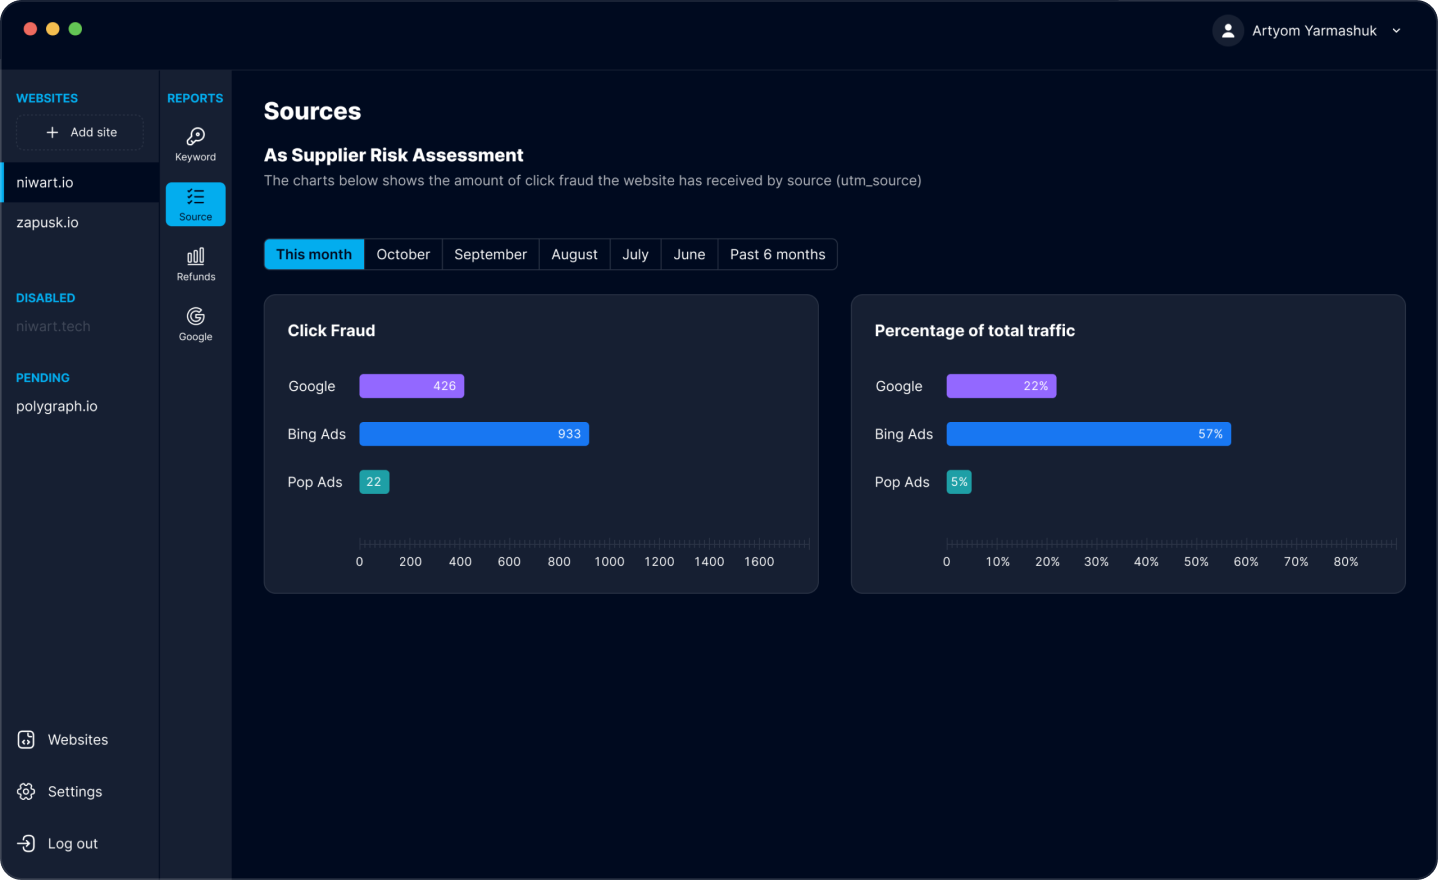 Artyom Yarmashuk
WEBSITES
Add site
niwart.io
zapusk.io
DISABLED
niwart.tech
PENDING
polygraph.io
Websites
Settings
Log out
REPORTS
Keyword
Source
Refunds
Google
Sources
As Supplier Risk Assessment
The charts below shows the amount of click fraud the website has received by source (utm_source)
This month October September August July June Past 6 months
Click Fraud
Google 426
Bing Ads 933
Pop Ads 22
0 200 400 600 800 1000 1200 1400 1600
Percentage of total traffic
Google 22%
Bing Ads 57%
Pop Ads 5%
0 10% 20% 30% 40% 50% 60% 70% 80%